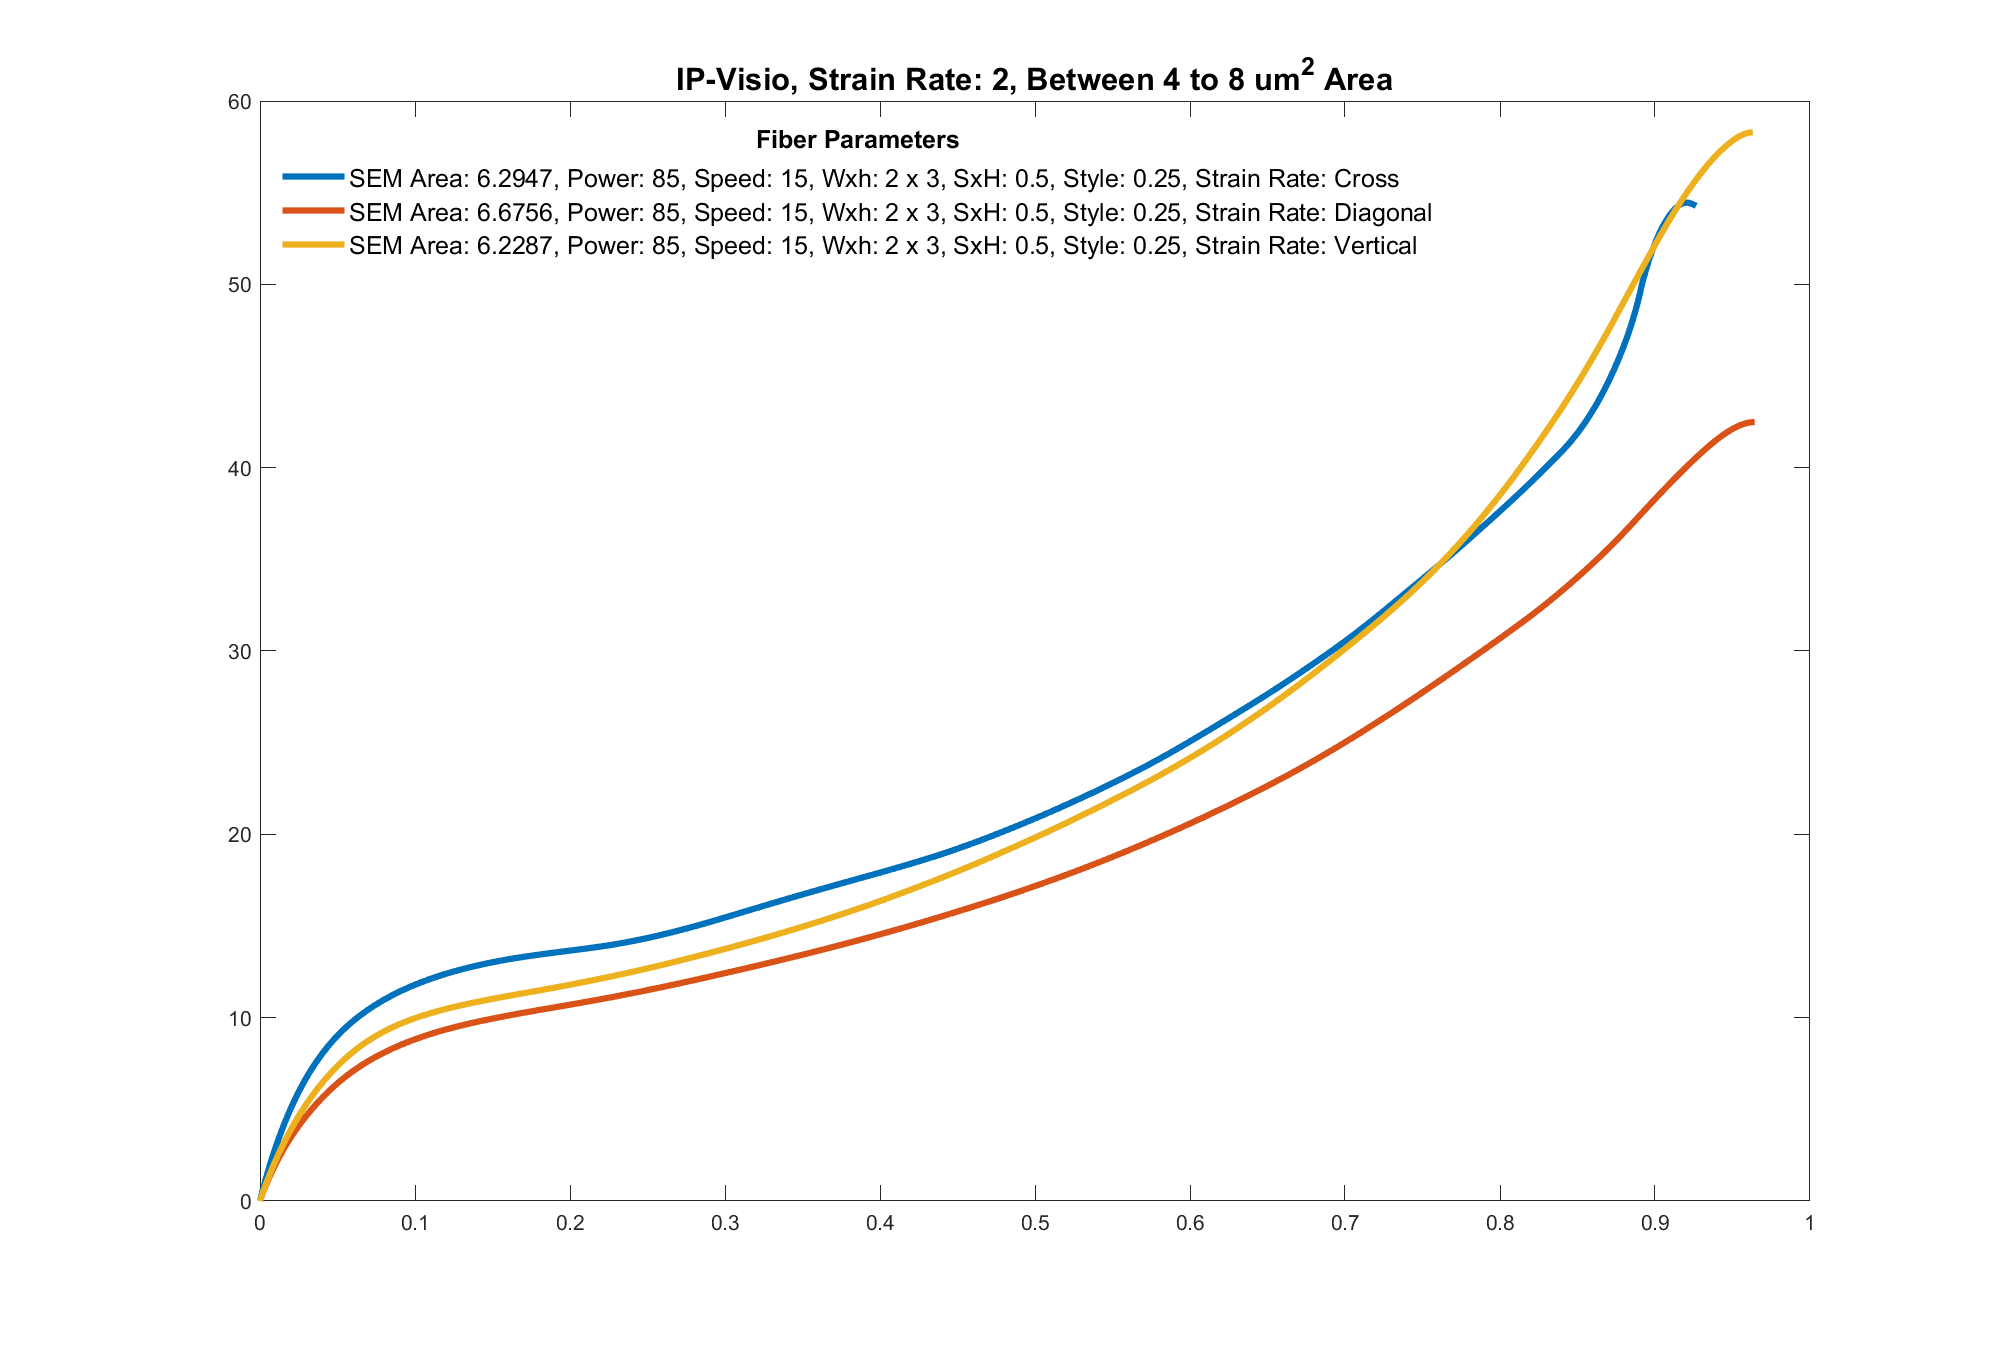 IP-Visio, Strain Rate: 2, Between 4 to 8 um² Area
60
Fiber Parameters
SEM Area: 6.2947, Power: 85, Speed: 15, Wxh: 2 x 3, SxH: 0.5, Style: 0.25, Strain Rate: Cross
SEM Area: 6.6756, Power: 85, Speed: 15, Wxh: 2 x 3, SxH: 0.5, Style: 0.25, Strain Rate: Diagonal
SEM Area: 6.2287, Power: 85, Speed: 15, Wxh: 2 x 3, SxH: 0.5, Style: 0.25, Strain Rate: Vertical
50
40
30
20
10
0
0 0.1 0.2 0.3 0.4 0.5 0.6 0.7 0.8 0.9 1